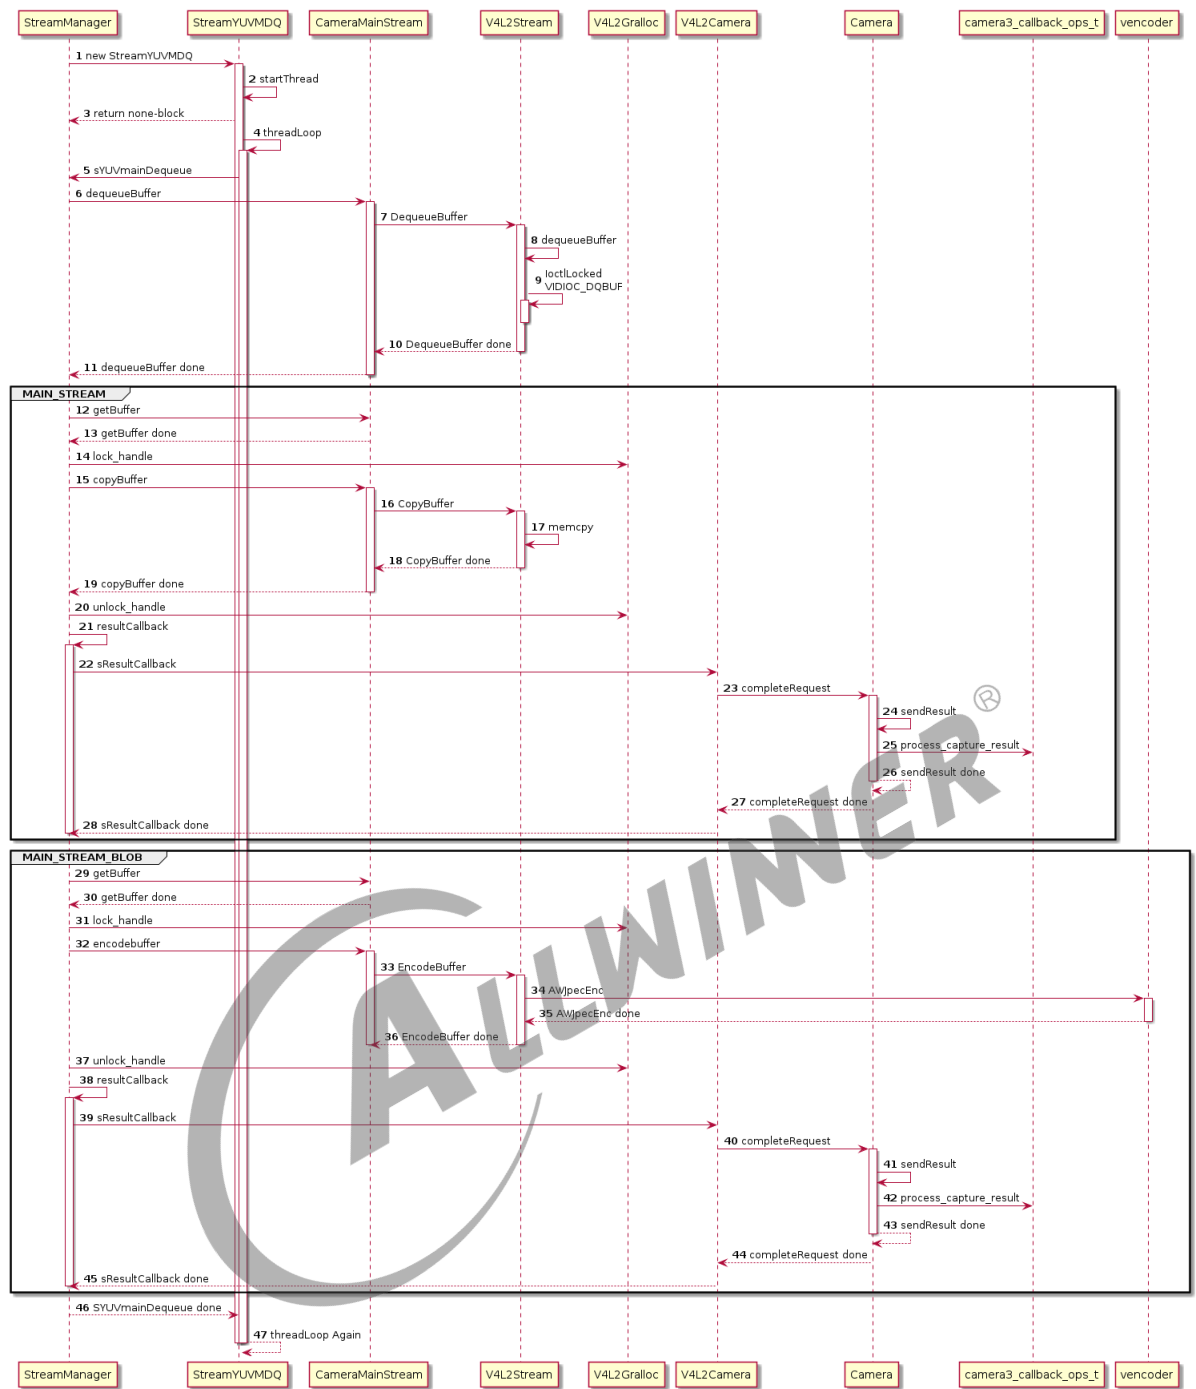 StreamManager StreamYUVMDQ CameraMainStream V4L2Stream V4L2Gralloc V4L2Camera Camera camera3_callback_ops_t vencoder
1 new StreamYUVMDQ
2 startThread
3 return none-block
4 threadLoop
5 sYUVmainDequeue
6 dequeueBuffer
7 DequeueBuffer
8 dequeueBuffer
9 IoctlLocked
VIDIOC_DQBUF
10 DequeueBuffer done
11 dequeueBuffer done
MAIN_STREAM
12 getBuffer
13 getBuffer done
14 lock_handle
15 copyBuffer
16 CopyBuffer
17 memcpy
18 CopyBuffer done
19 copyBuffer done
20 unlock_handle
21 resultCallback
22 sResultCallback
23 completeRequest
24 sendResult
25 process_capture_result
26 sendResult done
27 completeRequest done
28 sResultCallback done
MAIN_STREAM_BLOB
29 getBuffer
30 getBuffer done
31 lock_handle
32 encodebuffer
33 EncodeBuffer
34 AWJpecEnc
35 AWJpecEnc done
36 EncodeBuffer done
37 unlock_handle
38 resultCallback
39 sResultCallback
40 completeRequest
41 sendResult
42 process_capture_result
43 sendResult done
44 completeRequest done
45 sResultCallback done
46 SYUVmainDequeue done
47 threadLoop Again
StreamManager StreamYUVMDQ CameraMainStream V4L2Stream V4L2Gralloc V4L2Camera Camera camera3_callback_ops_t vencoder
ALLWINNER®